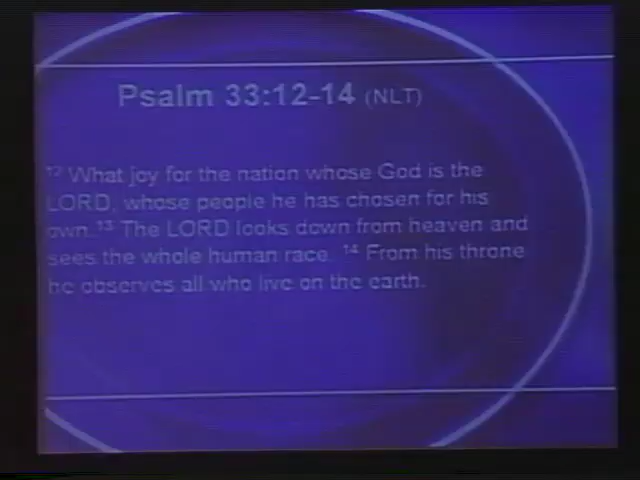 Psalm 33:12-14 (NLT)
12 What joy for the nation whose God is the
LORD, whose people he has chosen for his
own. 13 The LORD looks down from heaven and
sees the whole human race. 14 From his throne
he observes all who live on the earth.